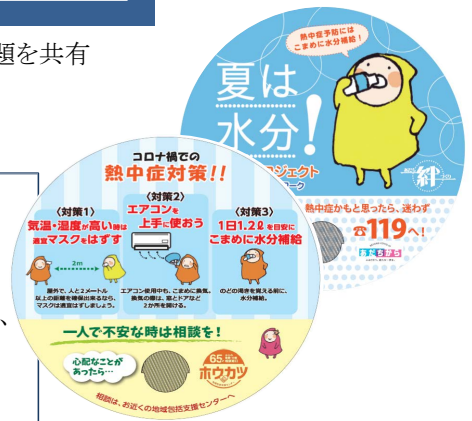 題を共有
、
熱中症予防には
こまめに水分補給！
夏は
水分！
ロジェクト
ワーク
絆
熱中症かもと思ったら、迷わず
☎119へ！
あだちから
コロナ禍での
熱中症対策!!
〈対策1〉
気温・湿度が高い時は
適宜マスクをはずす
2m
屋外で、人と2メートル
以上の距離を確保出来るなら、
マスクは適宜はずしましょう。
〈対策2〉
エアコンを
上手に使おう
エアコン使用中も、こまめに換気。
換気の際は、窓とドアなど
2か所を開ける。
〈対策3〉
1日1.2ℓを目安に
こまめに水分補給
のどの渇きを覚える前に、
水分補給。
一人で不安な時は相談を！
心配なことが
あったら…
65
ホウカツ
相談は、お近くの地域包括支援センターへ